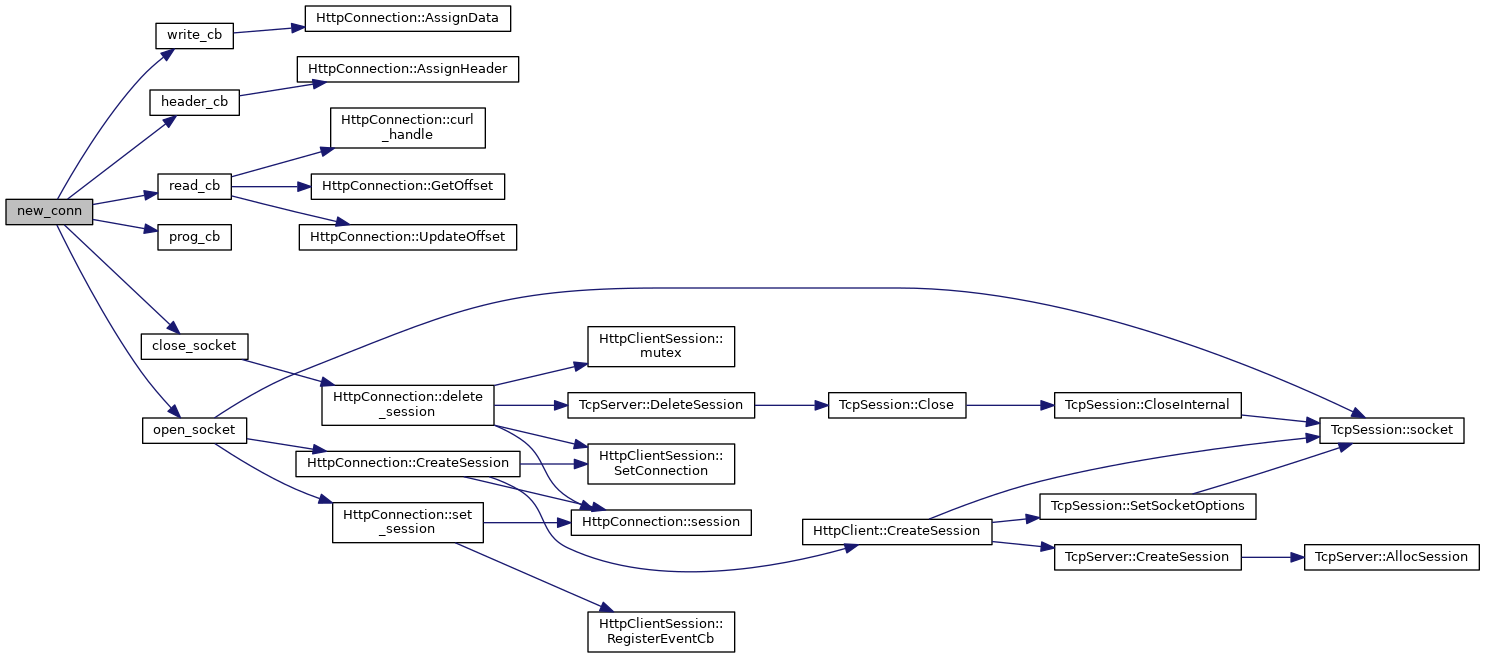 HttpConnection::AssignData
write_cb
HttpConnection::AssignHeader
header_cb
HttpConnection::curl
_handle
read_cb
HttpConnection::GetOffset
new_conn
prog_cb
HttpConnection::UpdateOffset
close_socket
HttpClientSession::
mutex
HttpConnection::delete
_session
TcpServer::DeleteSession
TcpSession::Close
TcpSession::CloseInternal
open_socket
TcpSession::socket
HttpConnection::CreateSession
HttpClientSession::
SetConnection
HttpConnection::set
_session
HttpConnection::session
HttpClient::CreateSession
TcpSession::SetSocketOptions
TcpServer::CreateSession
TcpServer::AllocSession
HttpClientSession::
RegisterEventCb